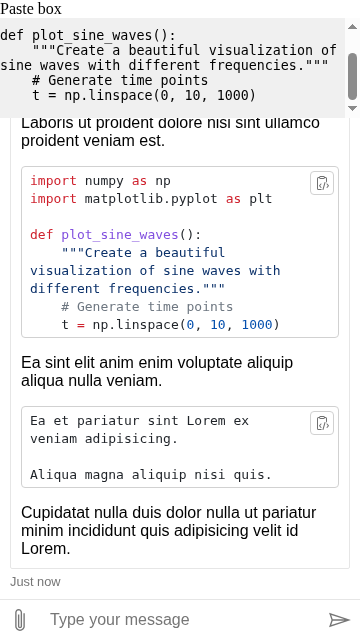 Paste box
def plot_sine_waves():
    """Create a beautiful visualization of
sine waves with different frequencies."""
    # Generate time points
    t = np.linspace(0, 10, 1000)
Laboris ut proident dolore nisi sint ullamco
proident veniam est.
import numpy as np
import matplotlib.pyplot as plt

def plot_sine_waves():
    """Create a beautiful
visualization of sine waves with
different frequencies."""
    # Generate time points
    t = np.linspace(0, 10, 1000)
Ea sint elit anim enim voluptate aliquip
aliqua nulla veniam.
Ea et pariatur sint Lorem ex
veniam adipisicing.

Aliqua magna aliquip nisi quis.
Cupidatat nulla duis dolor nulla ut pariatur
minim incididunt quis adipisicing velit id
Lorem.
Just now
Type your message